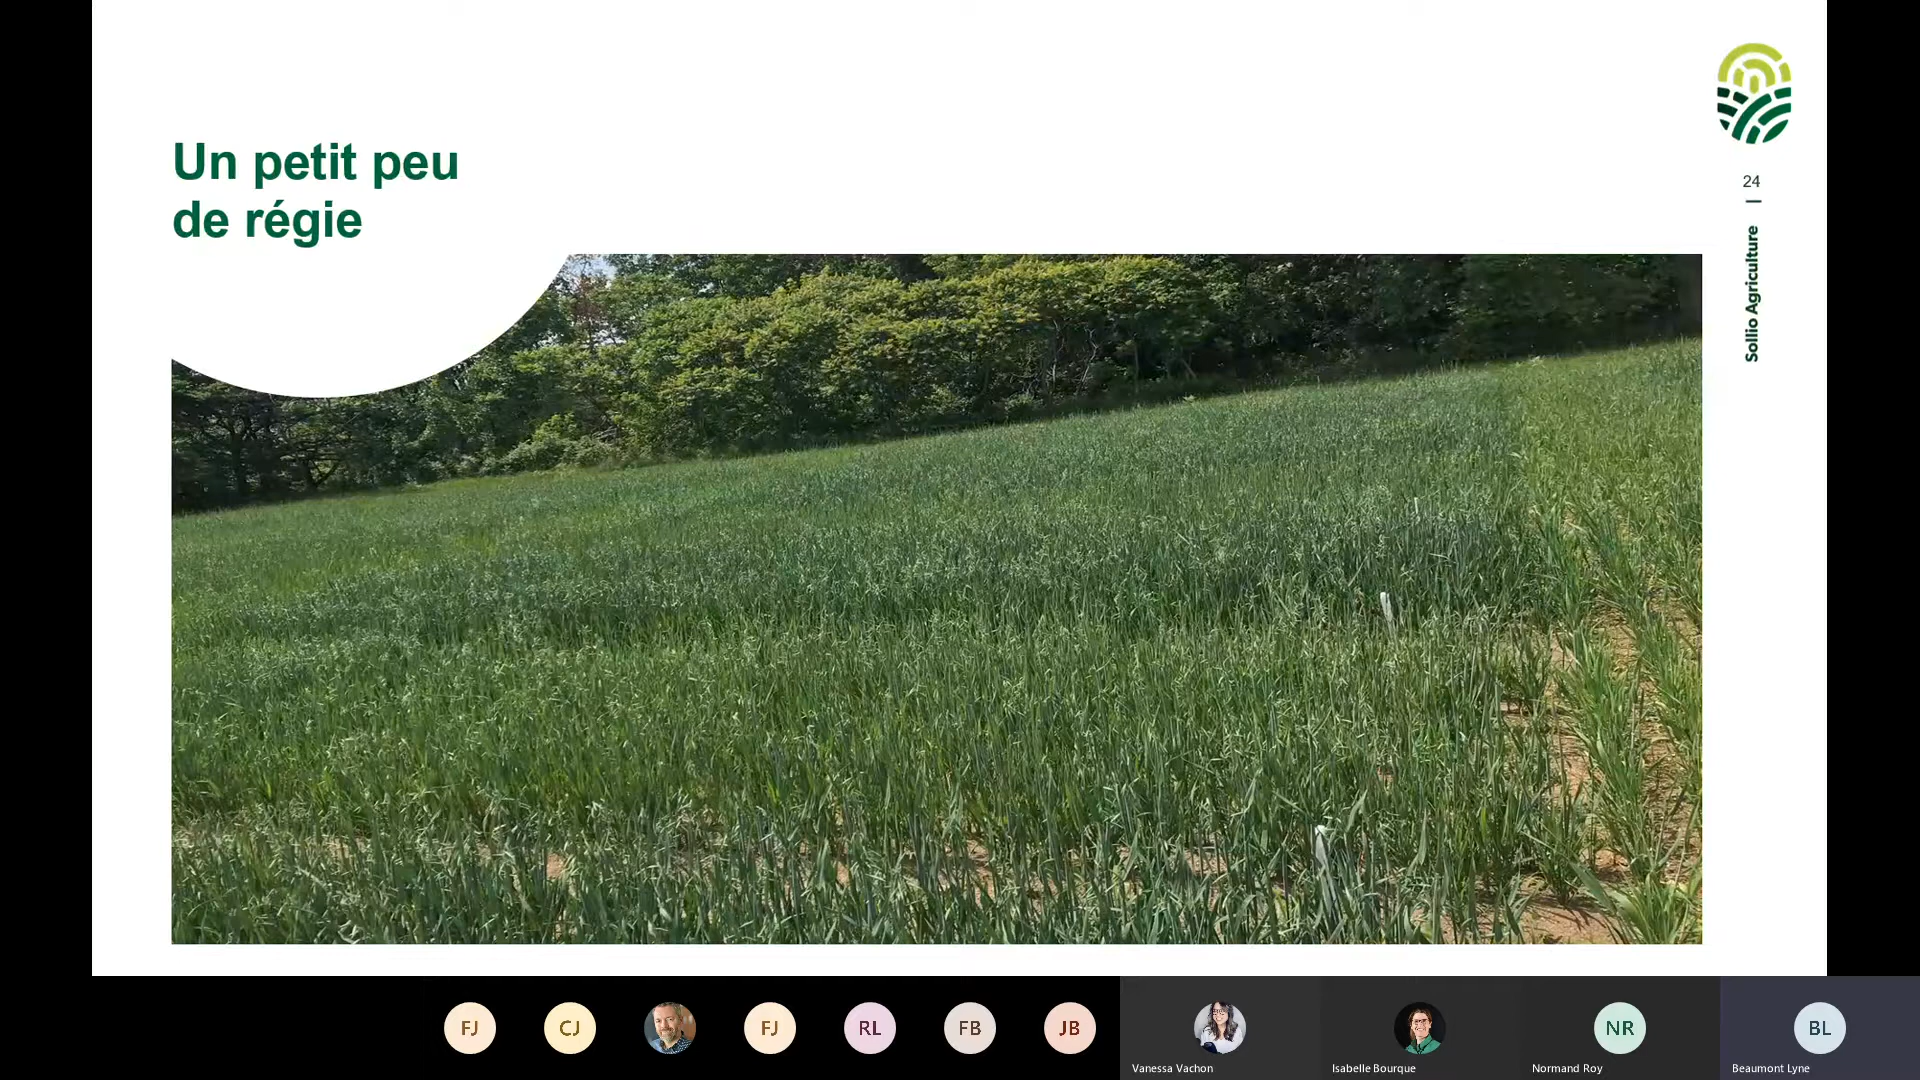 Un petit peu
de régie
24
Sollio Agriculture
FJ
CJ
FJ
RL
FB
JB
NR
BL
Vanessa Vachon
Isabelle Bourque
Normand Roy
Beaumont Lyne